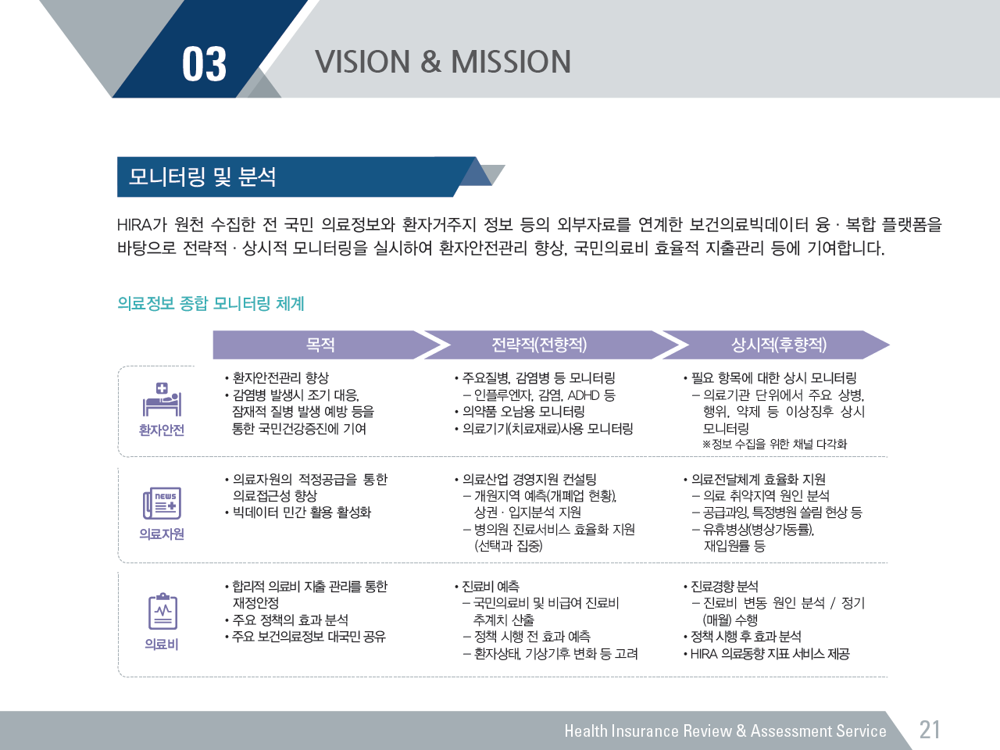 03
VISION & MISSION
모니터링 및 분석
HIRA가 원천 수집한 전 국민 의료정보와 환자거주지 정보 등의 외부자료를 연계한 보건의료빅데이터 융 · 복합 플랫폼을
바탕으로 전략적 · 상시적 모니터링을 실시하여 환자안전관리 향상, 국민의료비 효율적 지출관리 등에 기여합니다.
의료정보 종합 모니터링 체계
목적
전략적(전향적)
상시적(후향적)
환자안전
• 환자안전관리 향상
• 감염병 발생시 조기 대응,
잠재적 질병 발생 예방 등을
통한 국민건강증진에 기여
• 주요질병, 감염병 등 모니터링
– 인플루엔자, 감염, ADHD 등
• 의약품 오남용 모니터링
• 의료기기(치료재료)사용 모니터링
• 필요 항목에 대한 상시 모니터링
– 의료기관 단위에서 주요 상병,
행위, 약제 등 이상징후 상시
모니터링
※정보 수집을 위한 채널 다각화
NEWS
의료자원
• 의료자원의 적정공급을 통한
의료접근성 향상
• 빅데이터 민간 활용 활성화
• 의료산업 경영지원 컨설팅
– 개원지역 예측(개폐업 현황),
상권 · 입지분석 지원
– 병의원 진료서비스 효율화 지원
(선택과 집중)
• 의료전달체계 효율화 지원
– 의료 취약지역 원인 분석
– 공급과잉, 특정병원 쏠림 현상 등
– 유휴병상(병상가동률),
재입원률 등
의료비
• 합리적 의료비 지출 관리를 통한
재정안정
• 주요 정책의 효과 분석
• 주요 보건의료정보 대국민 공유
• 진료비 예측
– 국민의료비 및 비급여 진료비
추계치 산출
– 정책 시행 전 효과 예측
– 환자상태, 기상기후 변화 등 고려
• 진료경향 분석
– 진료비 변동 원인 분석 / 정기
(매월) 수행
• 정책 시행 후 효과 분석
• HIRA 의료동향 지표 서비스 제공
Health Insurance Review & Assessment Service
21